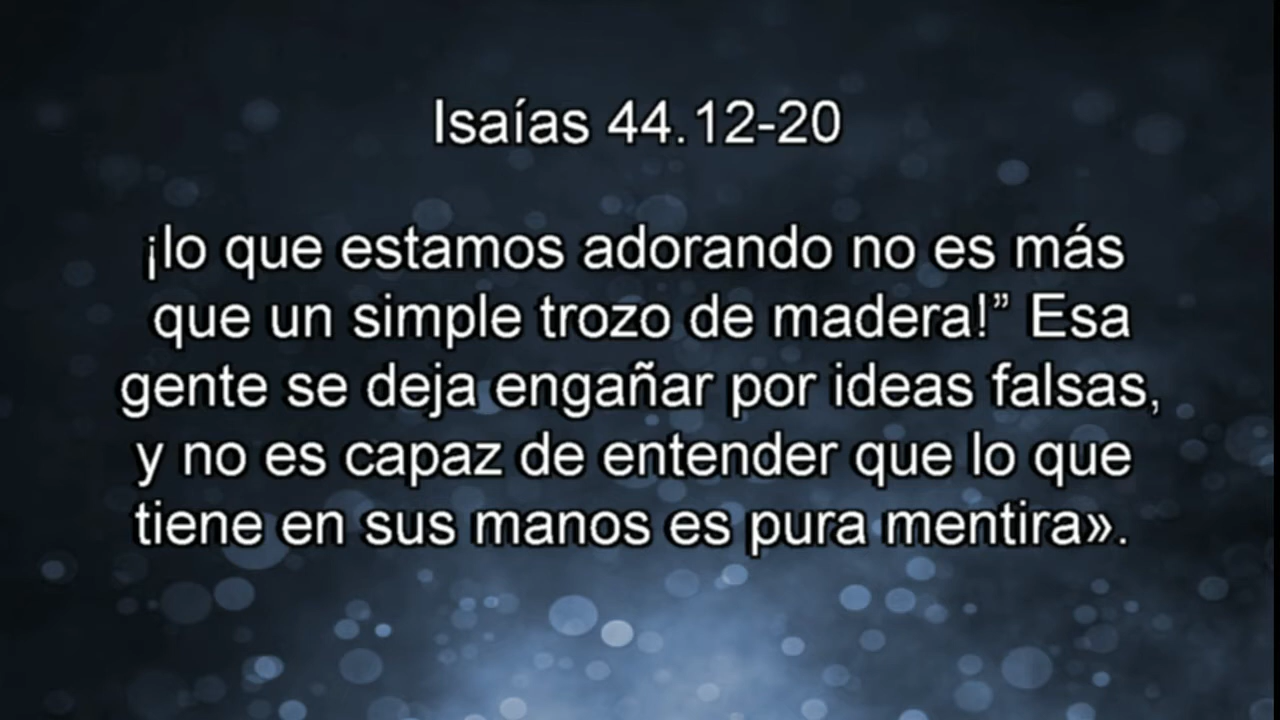 Isaías 44.12-20
¡lo que estamos adorando no es más
que un simple trozo de madera!” Esa
gente se deja engañar por ideas falsas,
y no es capaz de entender que lo que
tiene en sus manos es pura mentira».